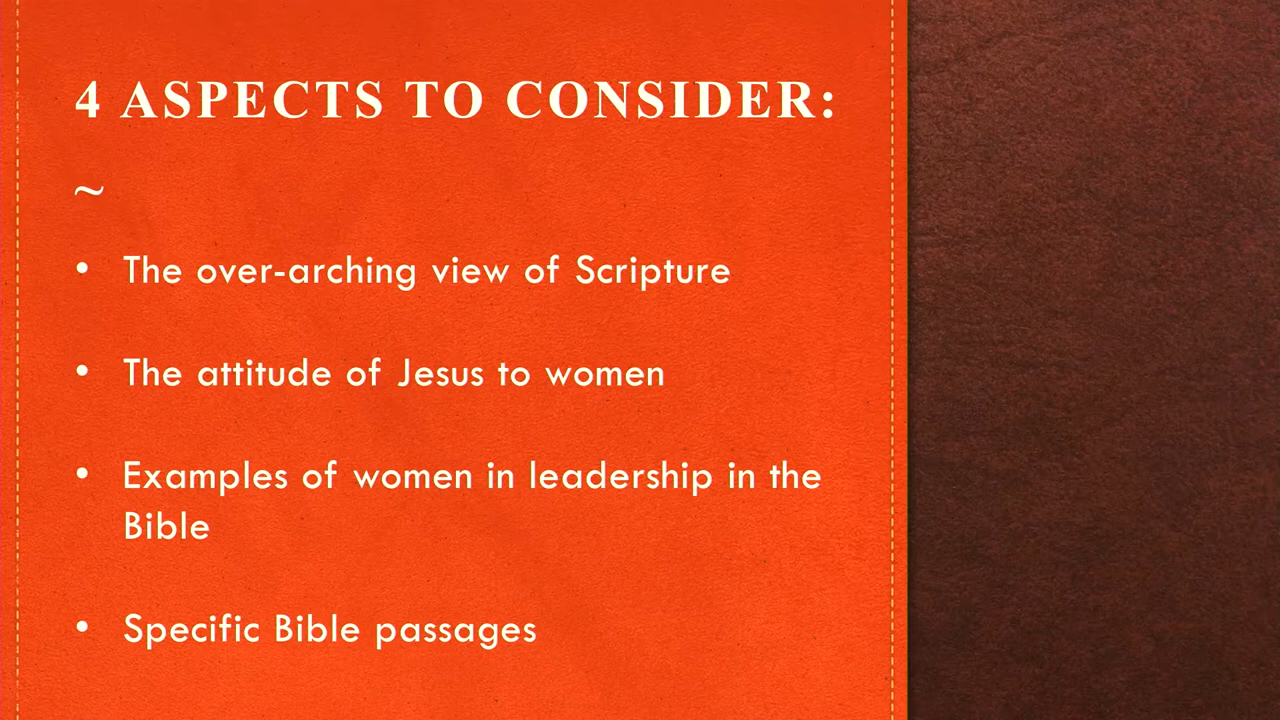 4 ASPECTS TO CONSIDER:
~
• The over-arching view of Scripture
• The attitude of Jesus to women
• Examples of women in leadership in the
Bible
• Specific Bible passages